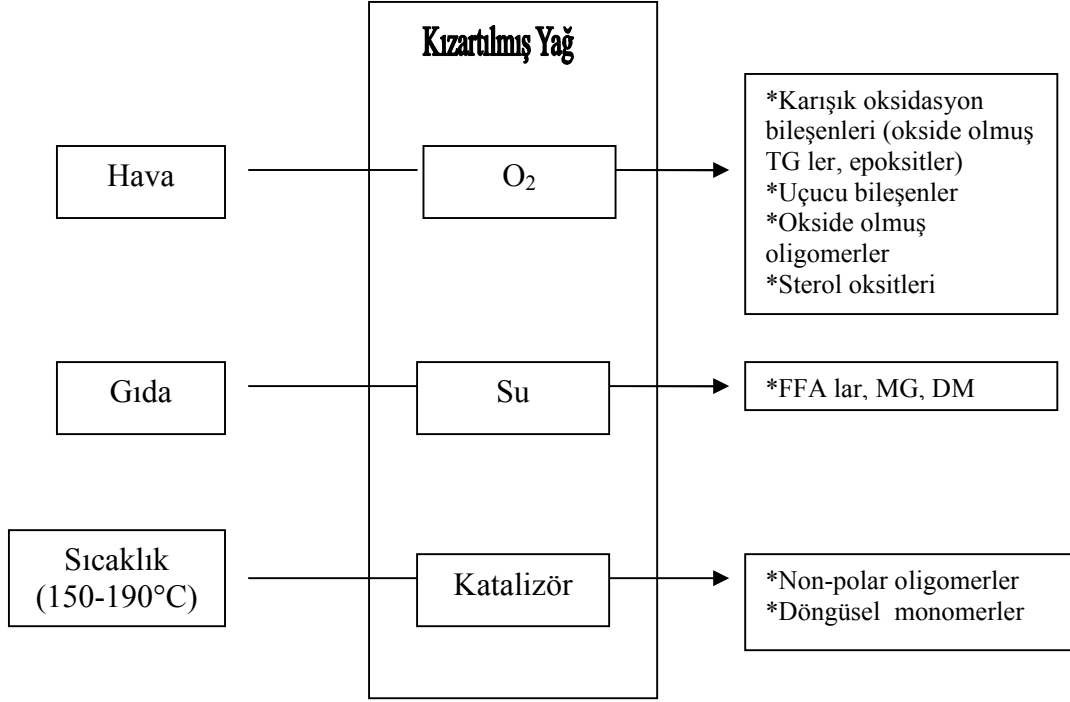 Kızartılmış Yağ
Hava
O₂
*Karışık oksidasyon
bileşenleri (okside olmuş
TG ler, epoksitler)
*Uçucu bileşenler
*Okside olmuş
oligomerler
*Sterol oksitleri
Gıda
Su
*FFA lar, MG, DM
Sıcaklık
(150-190°C)
Katalizör
*Non-polar oligomerler
*Döngüsel monomerler